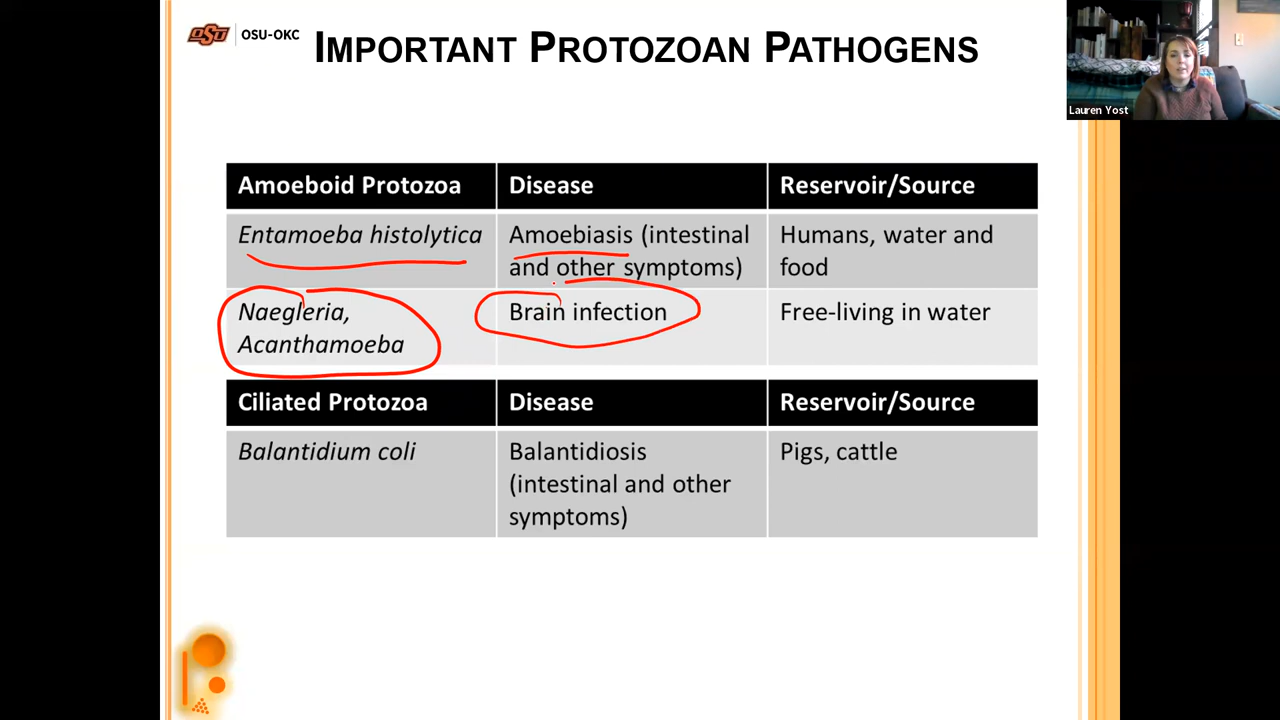 OSU
OSU-OKC
IMPORTANT PROTOZOAN PATHOGENS
Lauren Yost
Amoeboid Protozoa
Disease
Reservoir/Source
Entamoeba histolytica
Amoebiasis (intestinal
and other symptoms)
Humans, water and
food
Naegleria,
Acanthamoeba
Brain infection
Free-living in water
Ciliated Protozoa
Disease
Reservoir/Source
Balantidium coli
Balantidiosis
(intestinal and other
symptoms)
Pigs, cattle